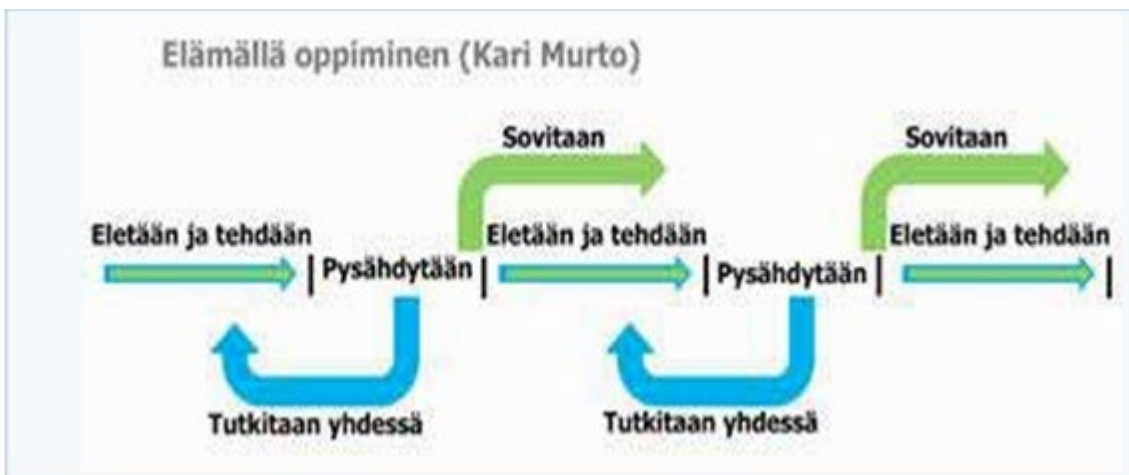 Elämällä oppiminen (Kari Murto)
Sovitaan
Sovitaan
Eletään ja tehdään
Eletään ja tehdään
Eletään ja tehdään
Pysähdytään
Pysähdytään
Tutkitaan yhdessä
Tutkitaan yhdessä